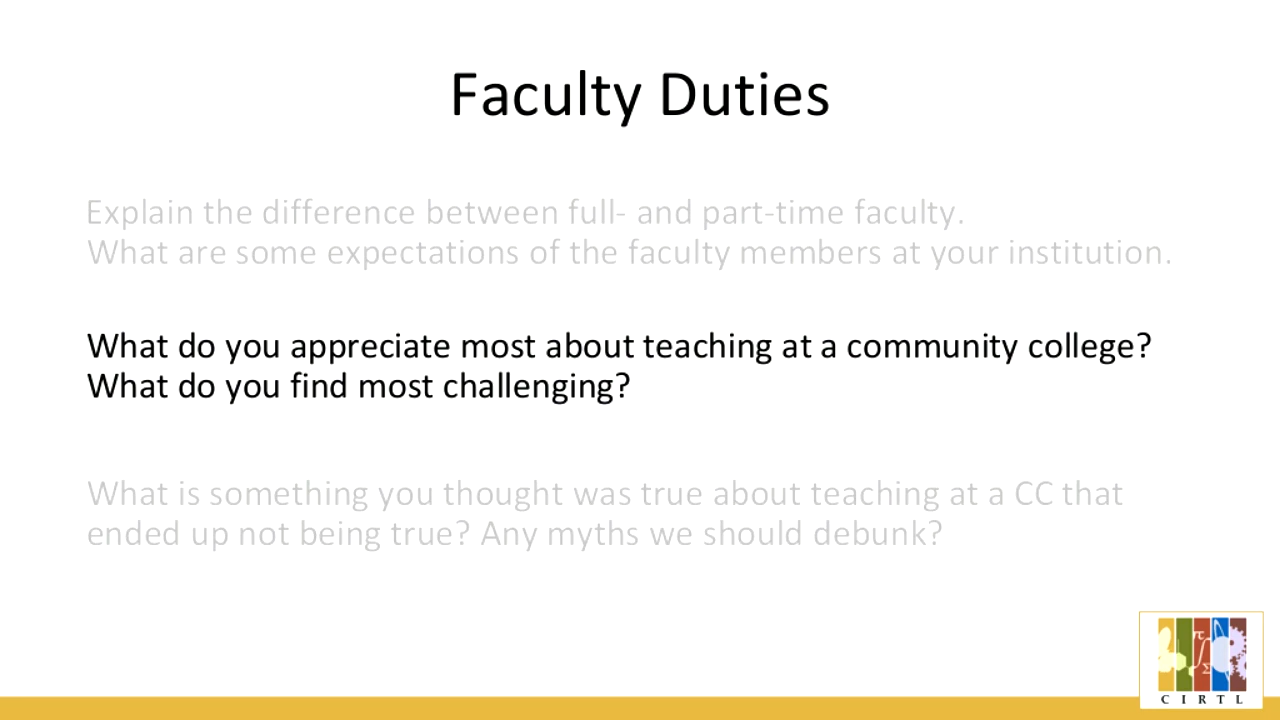 Faculty Duties
Explain the difference between full- and part-time faculty.
What are some expectations of the faculty members at your institution.
What do you appreciate most about teaching at a community college?
What do you find most challenging?
What is something you thought was true about teaching at a CC that
ended up not being true? Any myths we should debunk?
π
∫
Σ
CIRTL